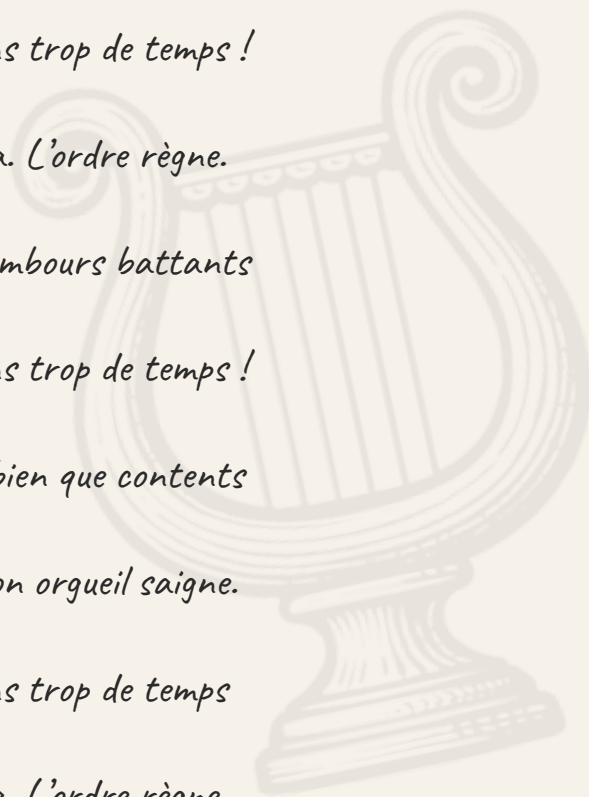 s trop de temps !
a. L'ordre règne.
mbours battants
s trop de temps !
bien que contents
on orgueil saigne.
s trop de temps
a. L'ordre règne.